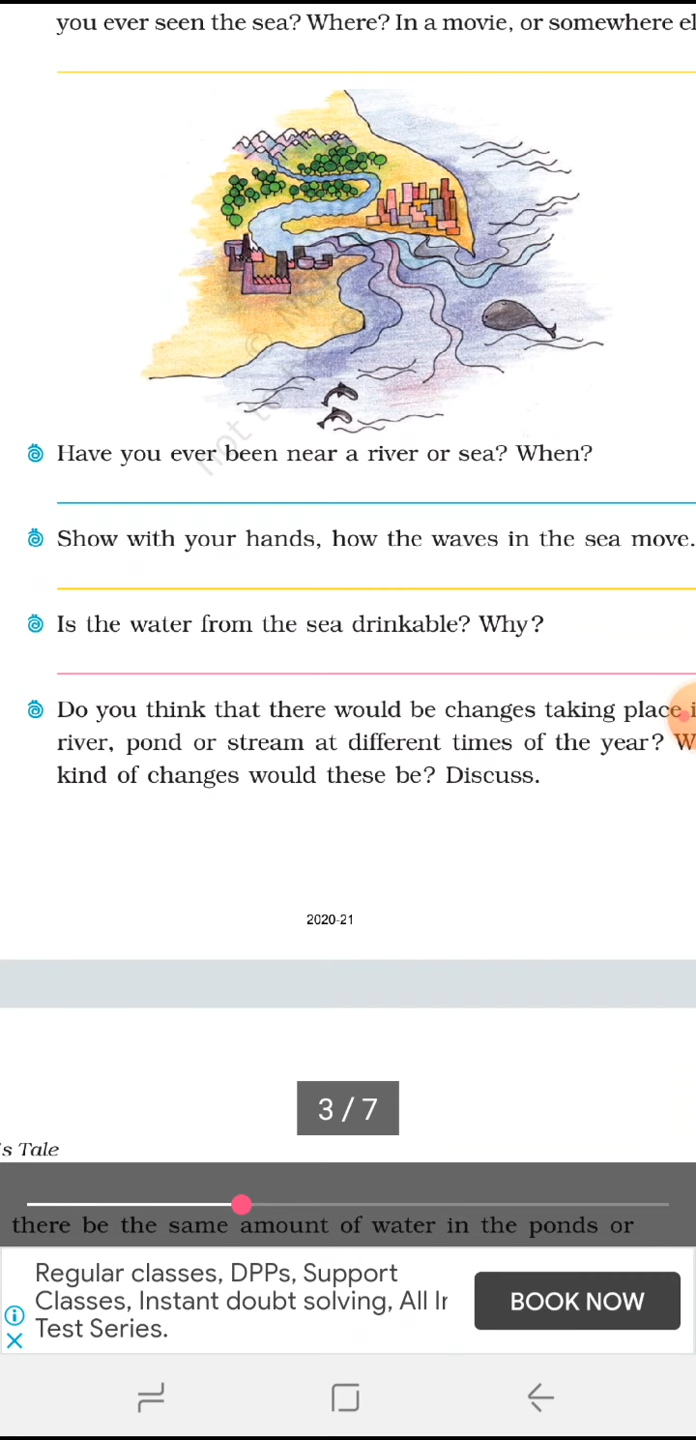 you ever seen the sea? Where? In a movie, or somewhere el
Have you ever been near a river or sea? When?
Show with your hands, how the waves in the sea move.
Is the water from the sea drinkable? Why?
Do you think that there would be changes taking place i
river, pond or stream at different times of the year? W
kind of changes would these be? Discuss.
2020-21
3 / 7
's Tale
there be the same amount of water in the ponds or
Regular classes, DPPs, Support
Classes, Instant doubt solving, All Ir
Test Series.
BOOK NOW